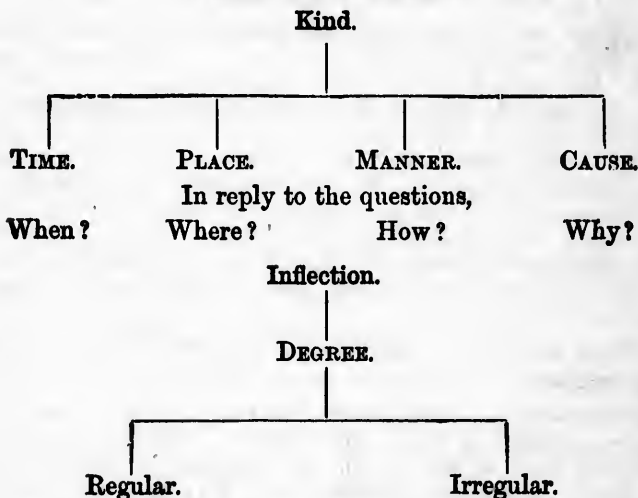 Kind.
TIME. PLACE. MANNER. CAUSE.
In reply to the questions,
When? Where? How? Why?
Inflection.
DEGREE.
Regular. Irregular.